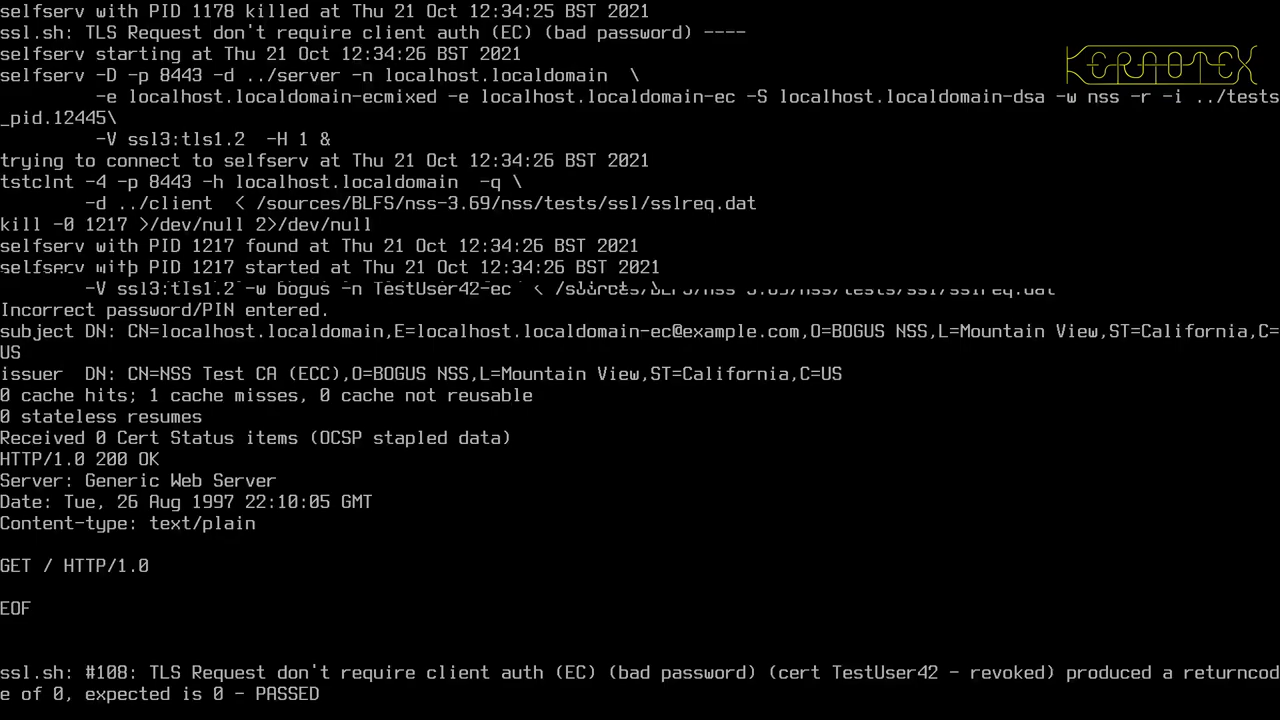 selfserv with PID 1178 killed at Thu 21 Oct 12:34:25 BST 2021
ssl.sh: TLS Request don't require client auth (EC) (bad password) ----
selfserv starting at Thu 21 Oct 12:34:26 BST 2021
selfserv -D -p 8443 -d ../server -n localhost.localdomain  \
KERNOTEX
         -e localhost.localdomain-ecmixed -e localhost.localdomain-ec -S localhost.localdomain-dsa -w nss -r -i ../tests
_pid.12445\
         -V ssl3:tls1.2  -H 1 &
trying to connect to selfserv at Thu 21 Oct 12:34:26 BST 2021
tstclnt -4 -p 8443 -h localhost.localdomain  -q \
        -d ../client  < /sources/BLFS/nss-3.69/nss/tests/ssl/sslreq.dat
kill -0 1217 >/dev/null 2>/dev/null
selfserv with PID 1217 found at Thu 21 Oct 12:34:26 BST 2021
selfserv with PID 1217 started at Thu 21 Oct 12:34:26 BST 2021
        -V ssl3:tls1.2 -w bogus -n TestUser42-ec  < /sources/BLFS/nss-3.69/nss/tests/ssl/sslreq.dat
Incorrect password/PIN entered.
subject DN: CN=localhost.localdomain,E=localhost.localdomain-ec@example.com,O=BOGUS NSS,L=Mountain View,ST=California,C=
US
issuer  DN: CN=NSS Test CA (ECC),O=BOGUS NSS,L=Mountain View,ST=California,C=US
0 cache hits; 1 cache misses, 0 cache not reusable
0 stateless resumes
Received 0 Cert Status items (OCSP stapled data)
HTTP/1.0 200 OK
Server: Generic Web Server
Date: Tue, 26 Aug 1997 22:10:05 GMT
Content-type: text/plain
GET / HTTP/1.0
EOF
ssl.sh: #108: TLS Request don't require client auth (EC) (bad password) (cert TestUser42 - revoked) produced a returncod
e of 0, expected is 0 - PASSED